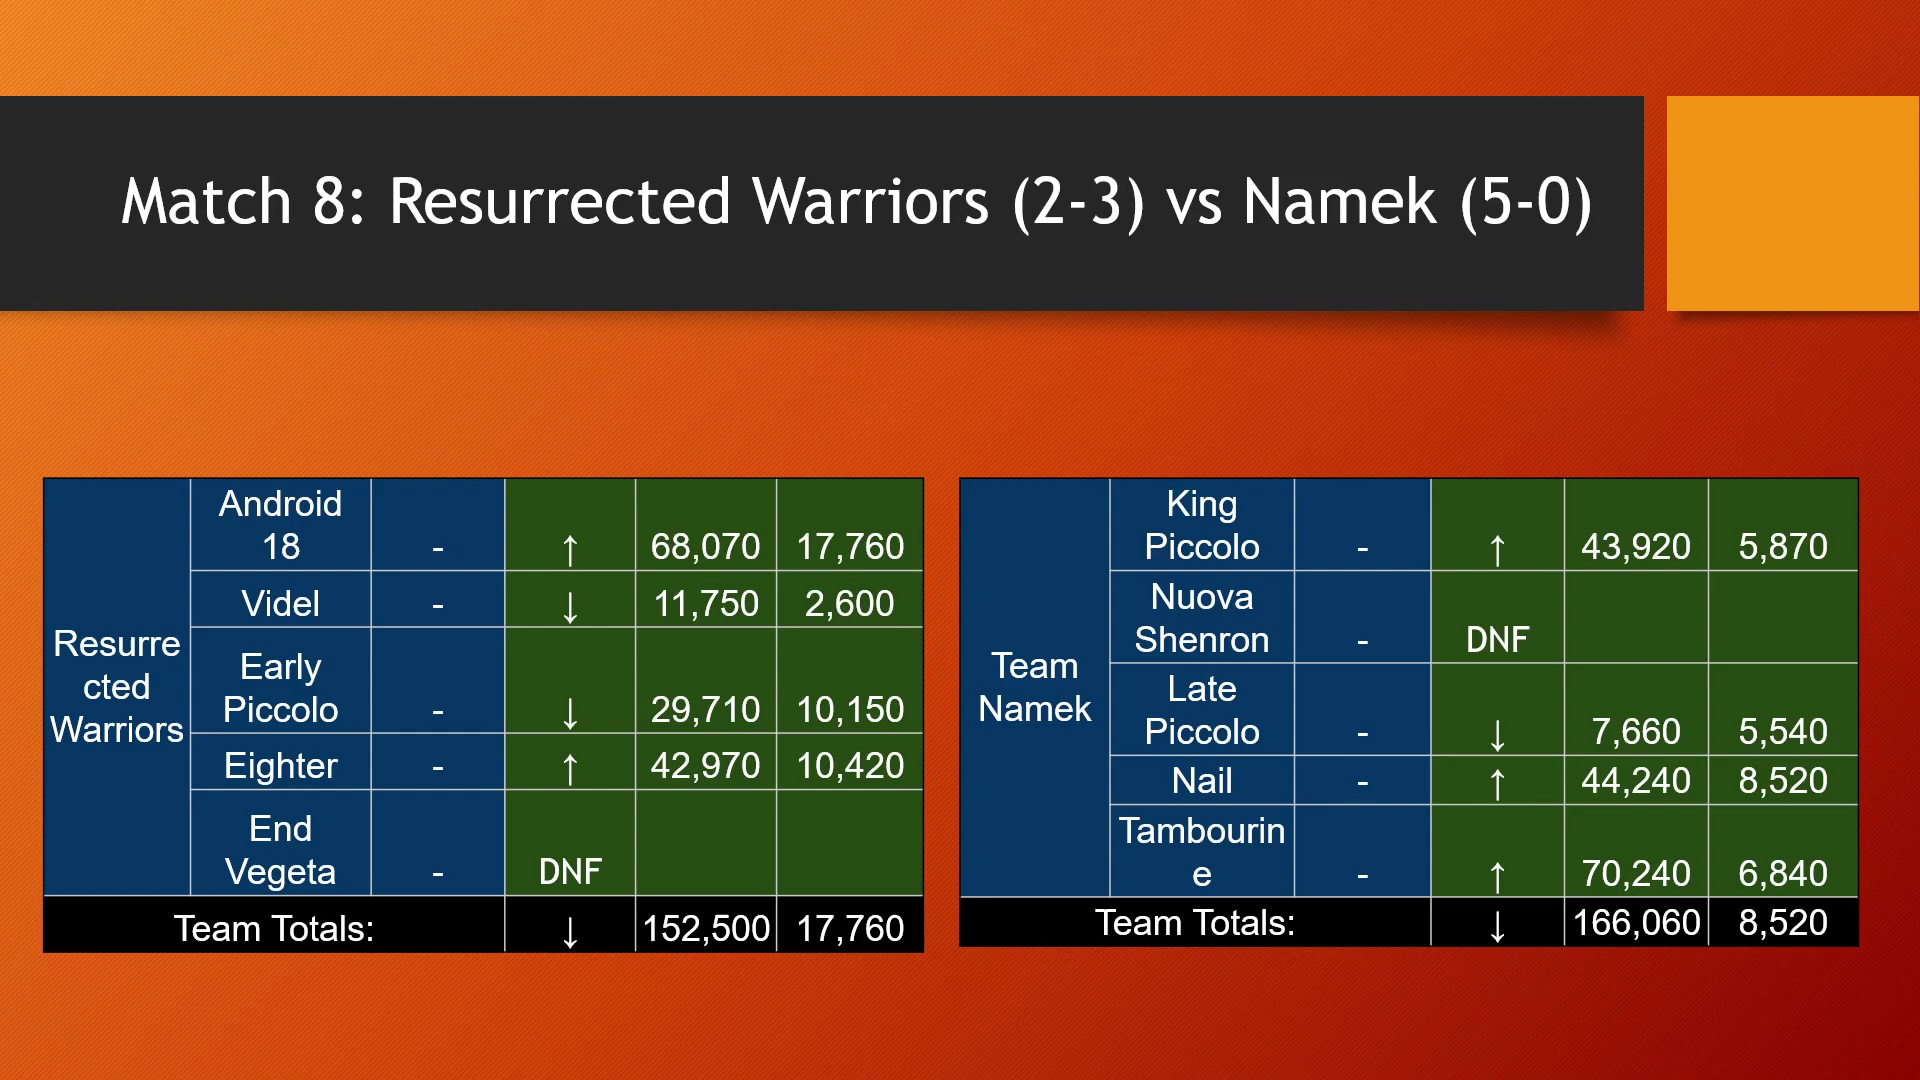 Match 8: Resurrected Warriors (2-3) vs Namek (5-0)
Resurre
cted
Warriors
Android
18 - ↑ 68,070 17,760
Videl - ↓ 11,750 2,600
Early
Piccolo - ↓ 29,710 10,150
Eighter - ↑ 42,970 10,420
End
Vegeta - DNF
Team Totals: ↓ 152,500 17,760
Team
Namek
King
Piccolo - ↑ 43,920 5,870
Nuova
Shenron - DNF
Late
Piccolo - ↓ 7,660 5,540
Nail - ↑ 44,240 8,520
Tambourin
e - ↑ 70,240 6,840
Team Totals: ↓ 166,060 8,520